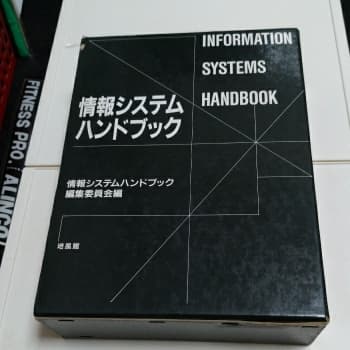 INFORMATION
SYSTEMS
HANDBOOK
情報システム
ハンドブック
情報システムハンドブック
編集委員会編
培風館
FITNESS PRO.
ALINCO